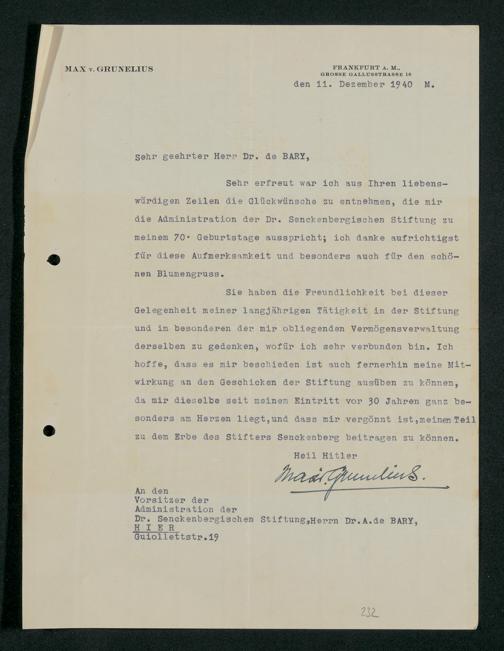 MAX v. GRUNELIUS
FRANKFURT A. M.,
GROSSE GALLUSSTRASSE 18
den 11. Dezember 1940 M.
Sehr geehrter Herr Dr. de BARY,
Sehr erfreut war ich aus Ihren liebens-
würdigen Zeilen die Glückwünsche zu entnehmen, die mir
die Administration der Dr. Senckenbergischen Stiftung zu
meinem 70. Geburtstage ausspricht; ich danke aufrichtigst
für diese Aufmerksamkeit und besonders auch für den schö-
nen Blumengruss.
Sie haben die Freundlichkeit bei dieser
Gelegenheit meiner langjährigen Tätigkeit in der Stiftung
und im besonderen der mir obliegenden Vermögensverwaltung
derselben zu gedenken, wofür ich sehr verbunden bin. Ich
hoffe, dass es mir beschieden ist auch fernerhin meine Mit-
wirkung an den Geschicken der Stiftung ausüben zu können,
da mir dieselbe seit meinem Eintritt vor 30 Jahren ganz be-
sonders am Herzen liegt,und dass mir vergönnt ist,meinem Teil
zu dem Erbe des Stifters Senckenberg beitragen zu können.
Heil Hitler
Max v. Grunelius.
An den
Vorsitzer der
Administration der
Dr. Senckenbergischen Stiftung,Herrn Dr.A.de BARY,
H I E R
Guiollettstr.19
232